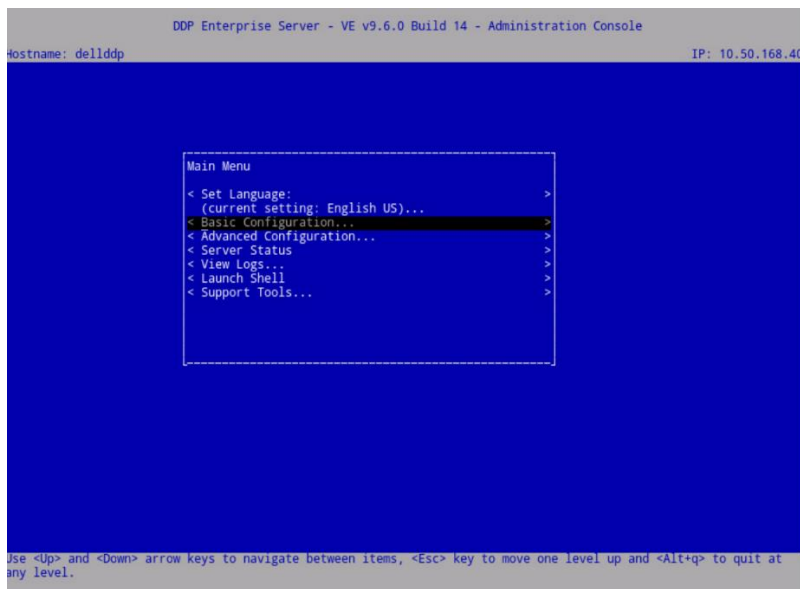 DDP Enterprise Server - VE v9.6.0 Build 14 - Administration Console
Hostname: dellddp IP: 10.50.168.40
Main Menu
< Set Language: >
(current setting: English US)...
< Basic Configuration... >
< Advanced Configuration... >
< Server Status >
< View Logs... >
< Launch Shell >
< Support Tools... >
Use <Up> and <Down> arrow keys to navigate between items, <Esc> key to move one level up and <Alt+q> to quit at
any level.